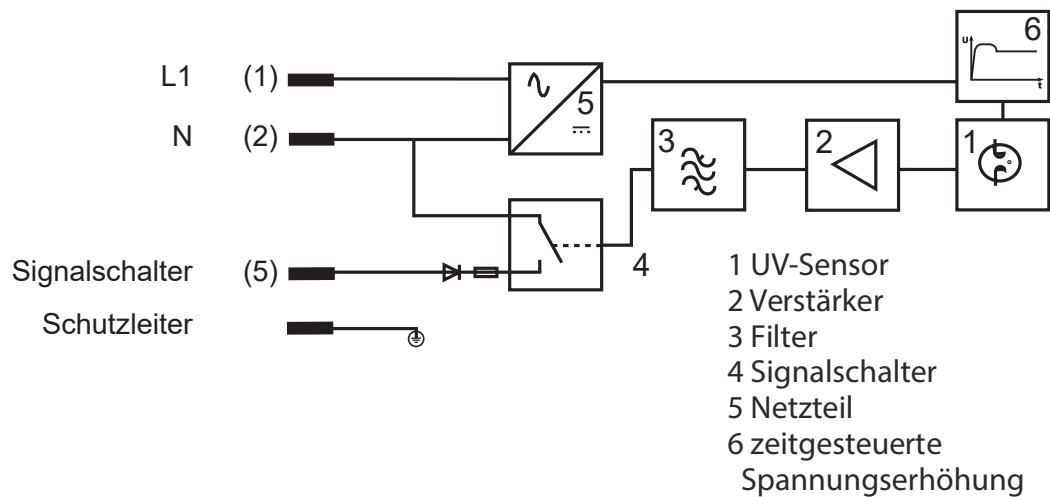 6
U
t
L1 (1)
5
N (2)
3
2
1
Signalschalter (5)
4
Schutzleiter
1 UV-Sensor
2 Verstärker
3 Filter
4 Signalschalter
5 Netzteil
6 zeitgesteuerte
Spannungserhöhung